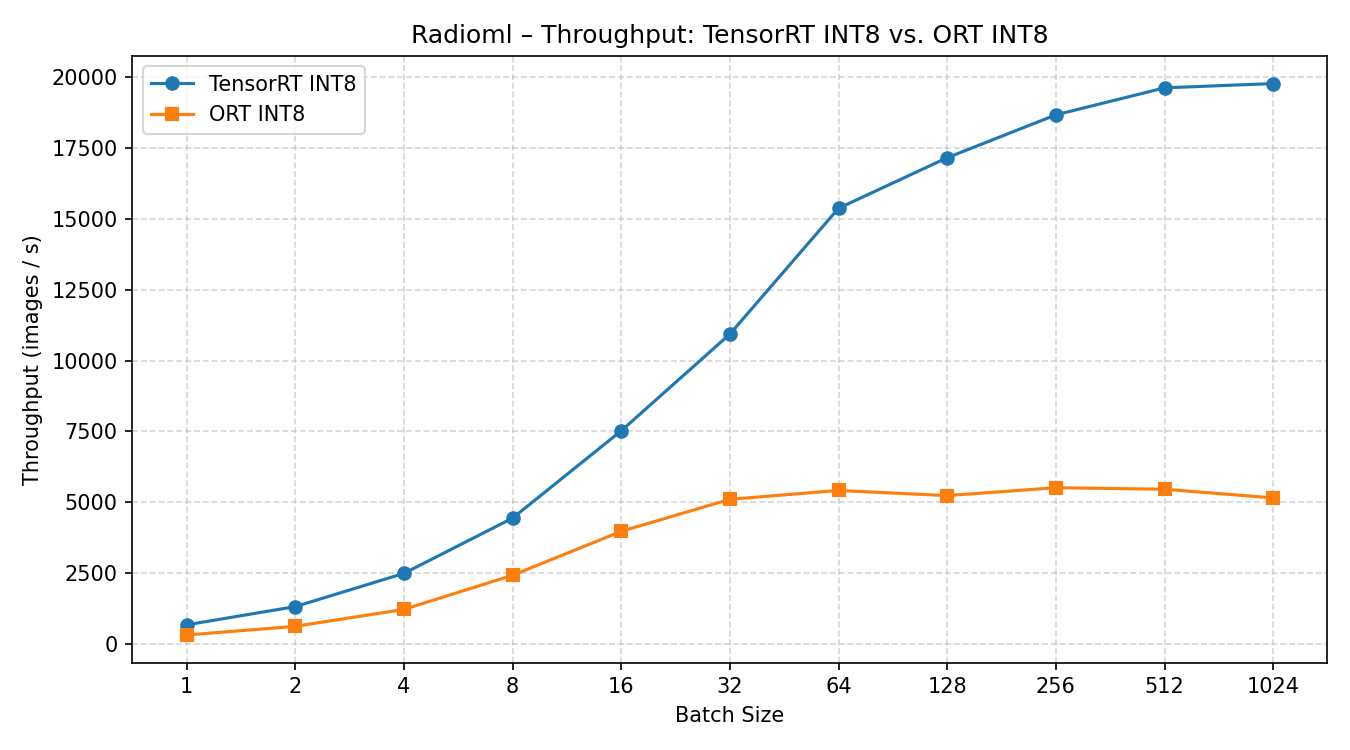 Radioml – Throughput: TensorRT INT8 vs. ORT INT8
TensorRT INT8
ORT INT8
Throughput (images / s)
20000
17500
15000
12500
10000
7500
5000
2500
0
1 2 4 8 16 32 64 128 256 512 1024
Batch Size